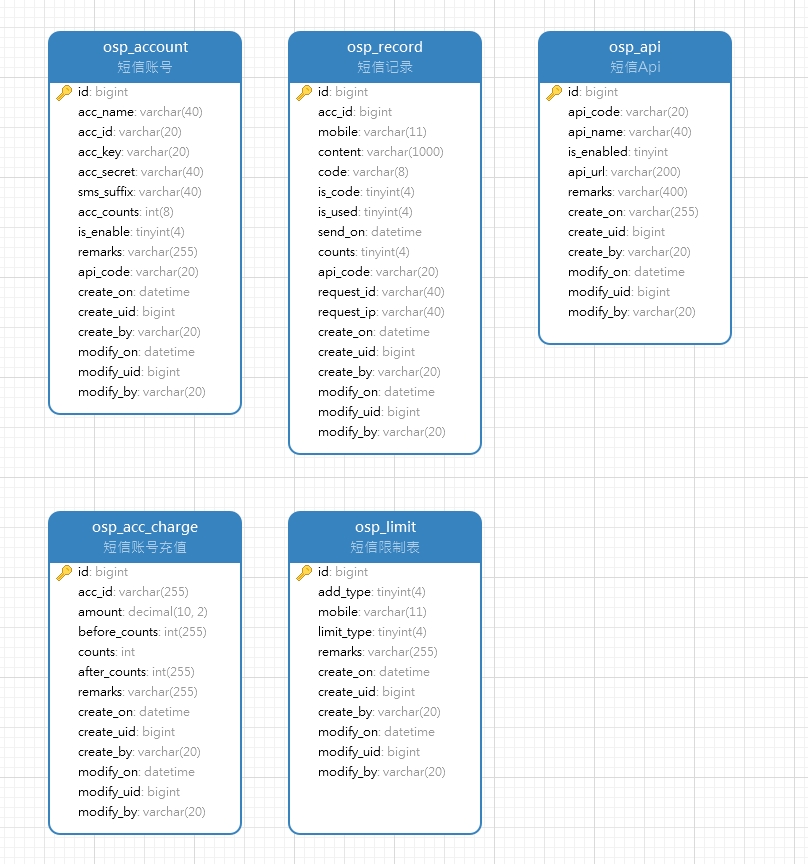 osp_account
短信账号
id: bigint
acc_name: varchar(40)
acc_id: varchar(20)
acc_key: varchar(20)
acc_secret: varchar(40)
sms_suffix: varchar(40)
acc_counts: int(8)
is_enable: tinyint(4)
remarks: varchar(255)
api_code: varchar(20)
create_on: datetime
create_uid: bigint
create_by: varchar(20)
modify_on: datetime
modify_uid: bigint
modify_by: varchar(20)
osp_record
短信记录
id: bigint
acc_id: bigint
mobile: varchar(11)
content: varchar(1000)
code: varchar(8)
is_code: tinyint(4)
is_used: tinyint(4)
send_on: datetime
counts: tinyint(4)
api_code: varchar(20)
request_id: varchar(40)
request_ip: varchar(40)
create_on: datetime
create_uid: bigint
create_by: varchar(20)
modify_on: datetime
modify_uid: bigint
modify_by: varchar(20)
osp_api
短信Api
id: bigint
api_code: varchar(20)
api_name: varchar(40)
is_enabled: tinyint
api_url: varchar(200)
remarks: varchar(400)
create_on: varchar(255)
create_uid: bigint
create_by: varchar(20)
modify_on: datetime
modify_uid: bigint
modify_by: varchar(20)
osp_acc_charge
短信账号充值
id: bigint
acc_id: varchar(255)
amount: decimal(10, 2)
before_counts: int(255)
counts: int
after_counts: int(255)
remarks: varchar(255)
create_on: datetime
create_uid: bigint
create_by: varchar(20)
modify_on: datetime
modify_uid: bigint
modify_by: varchar(20)
osp_limit
短信限制表
id: bigint
add_type: tinyint(4)
mobile: varchar(11)
limit_type: tinyint(4)
remarks: varchar(255)
create_on: datetime
create_uid: bigint
create_by: varchar(20)
modify_on: datetime
modify_uid: bigint
modify_by: varchar(20)